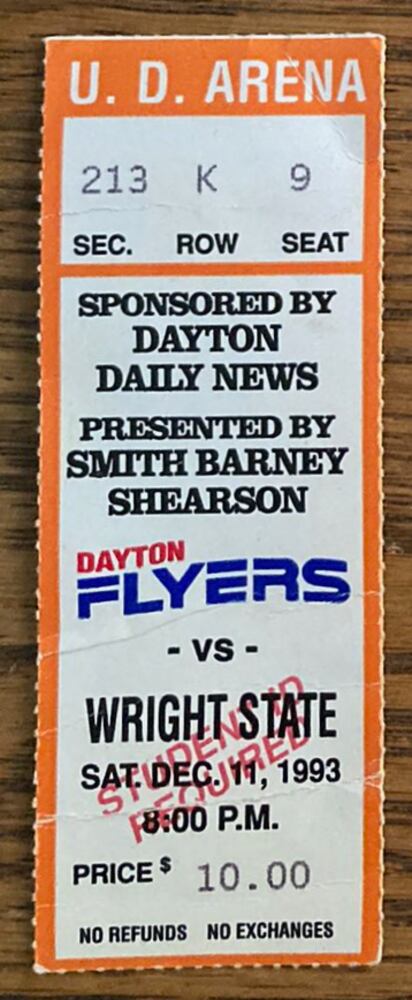 U. D. ARENA
213 K 9
SEC. ROW SEAT
SPONSORED BY
DAYTON
DAILY NEWS
PRESENTED BY
SMITH BARNEY
SHEARSON
DAYTON
FLYERS
- VS -
WRIGHT STATE
STUDENT ID
REQUIRED
SAT. DEC. 11, 1993
8:00 P.M.
PRICE $ 10.00
NO REFUNDS NO EXCHANGES